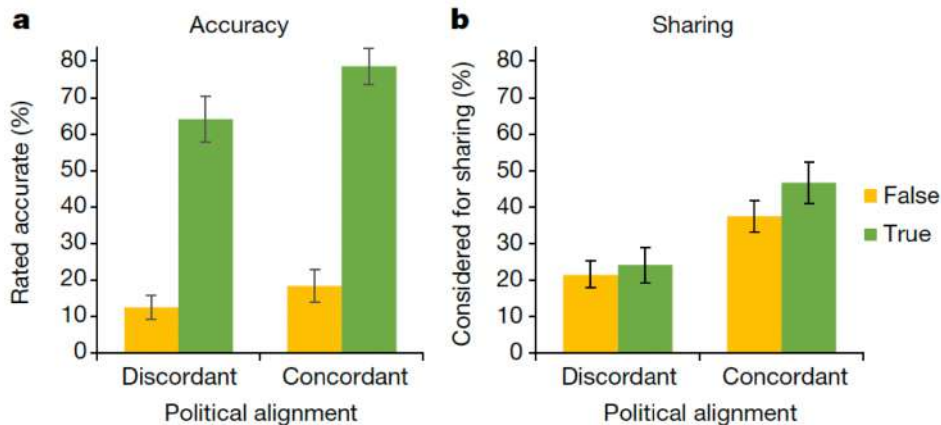 a
Accuracy
Rated accurate (%)
80
70
60
50
40
30
20
10
0
Discordant
Concordant
Political alignment
b
Sharing
Considered for sharing (%)
80
70
60
50
40
30
20
10
0
Discordant
Concordant
Political alignment
False
True